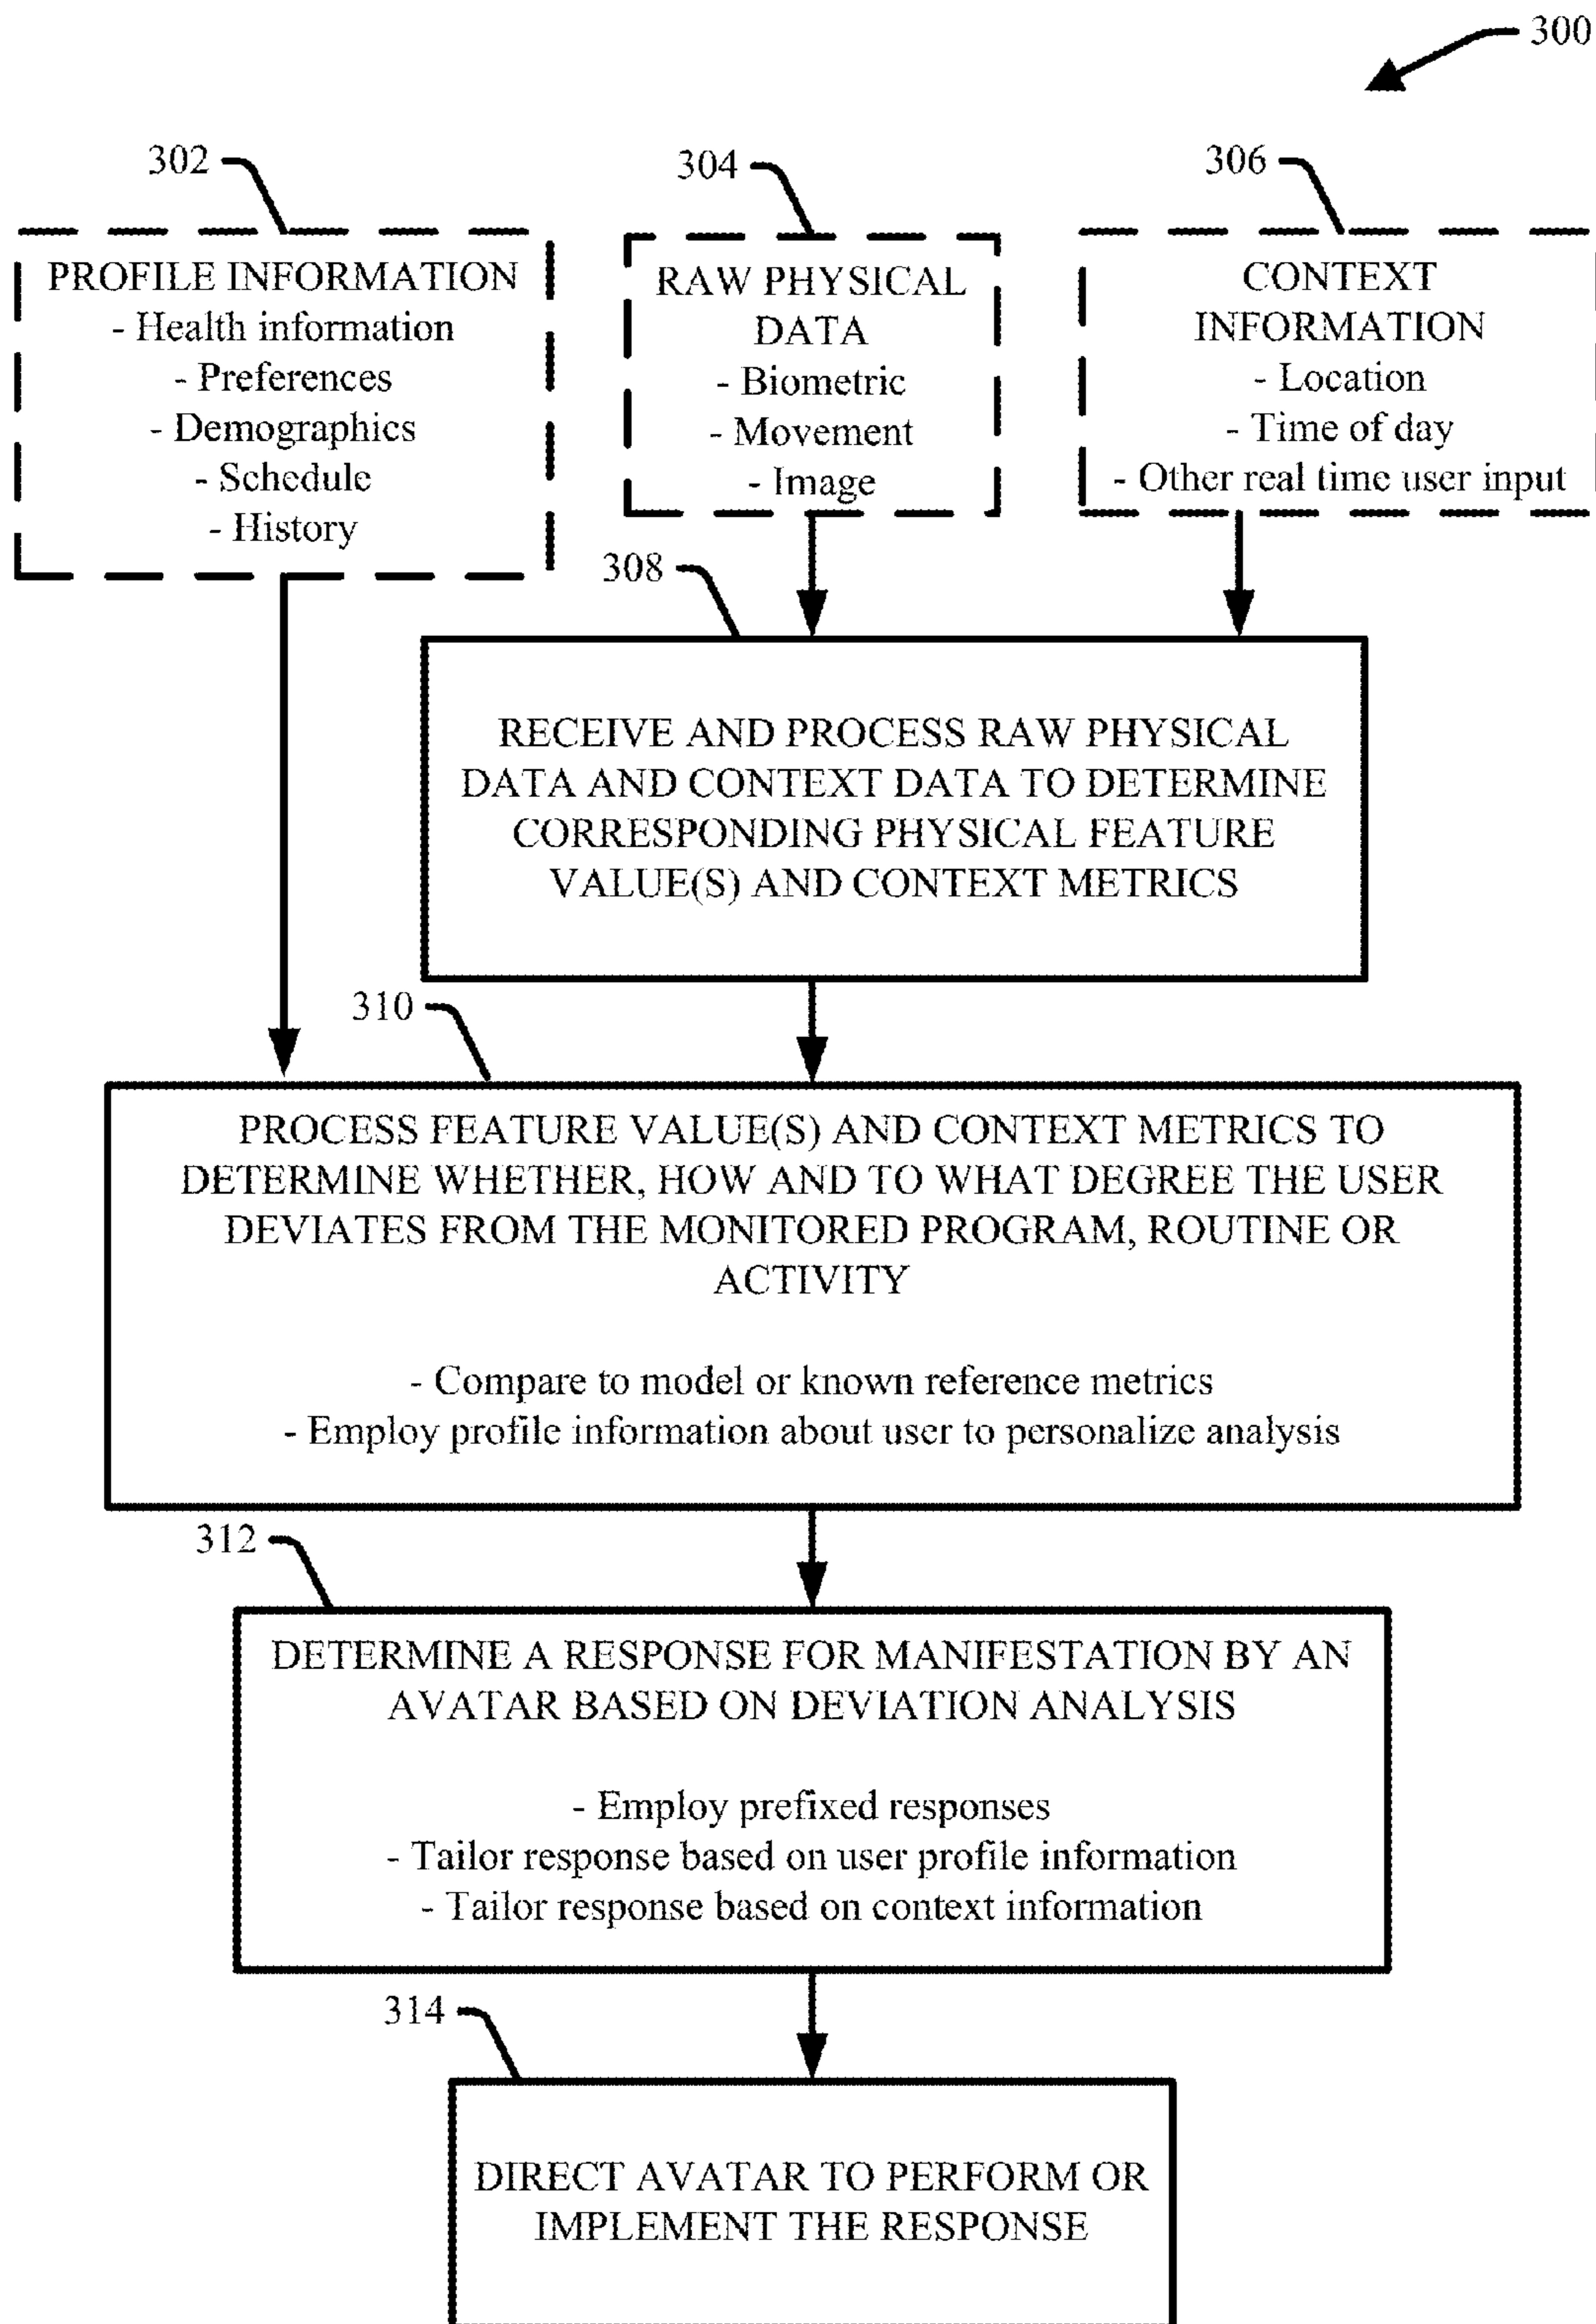 300
302
304
306
PROFILE INFORMATION
- Health information
- Preferences
- Demographics
- Schedule
- History
RAW PHYSICAL
DATA
- Biometric
- Movement
- Image
CONTEXT
INFORMATION
- Location
- Time of day
- Other real time user input
308
RECEIVE AND PROCESS RAW PHYSICAL
DATA AND CONTEXT DATA TO DETERMINE
CORRESPONDING PHYSICAL FEATURE
VALUE(S) AND CONTEXT METRICS
310
PROCESS FEATURE VALUE(S) AND CONTEXT METRICS TO
DETERMINE WHETHER, HOW AND TO WHAT DEGREE THE USER
DEVIATES FROM THE MONITORED PROGRAM, ROUTINE OR
ACTIVITY
- Compare to model or known reference metrics
- Employ profile information about user to personalize analysis
312
DETERMINE A RESPONSE FOR MANIFESTATION BY AN
AVATAR BASED ON DEVIATION ANALYSIS
- Employ prefixed responses
- Tailor response based on user profile information
- Tailor response based on context information
314
DIRECT AVATAR TO PERFORM OR
IMPLEMENT THE RESPONSE